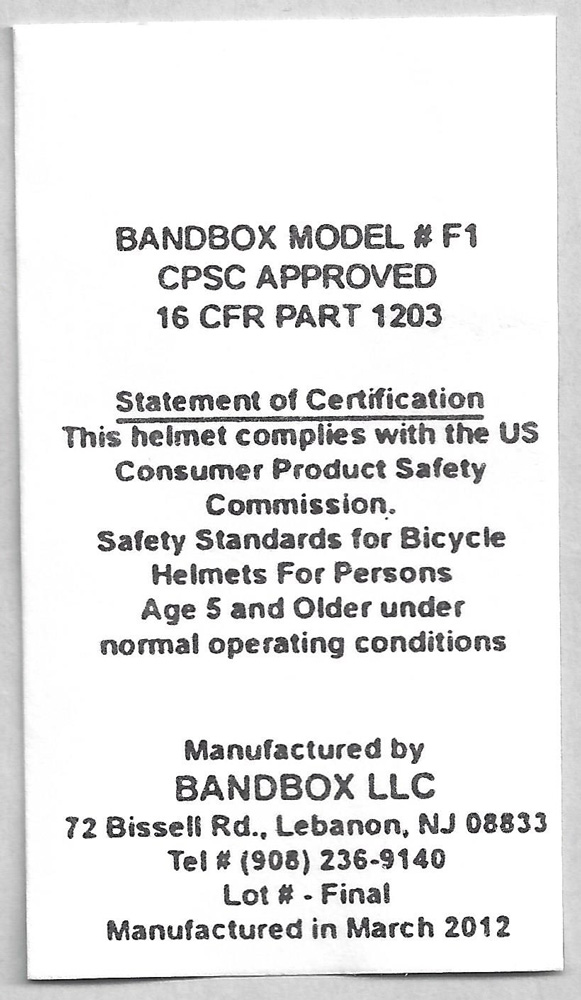 BANDBOX MODEL # F1
CPSC APPROVED
16 CFR PART 1203
Statement of Certification
This helmet complies with the US
Consumer Product Safety
Commission.
Safety Standards for Bicycle
Helmets For Persons
Age 5 and Older under
normal operating conditions
Manufactured by
BANDBOX LLC
72 Bissell Rd., Lebanon, NJ 08833
Tel # (908) 236-9140
Lot # - Final
Manufactured in March 2012